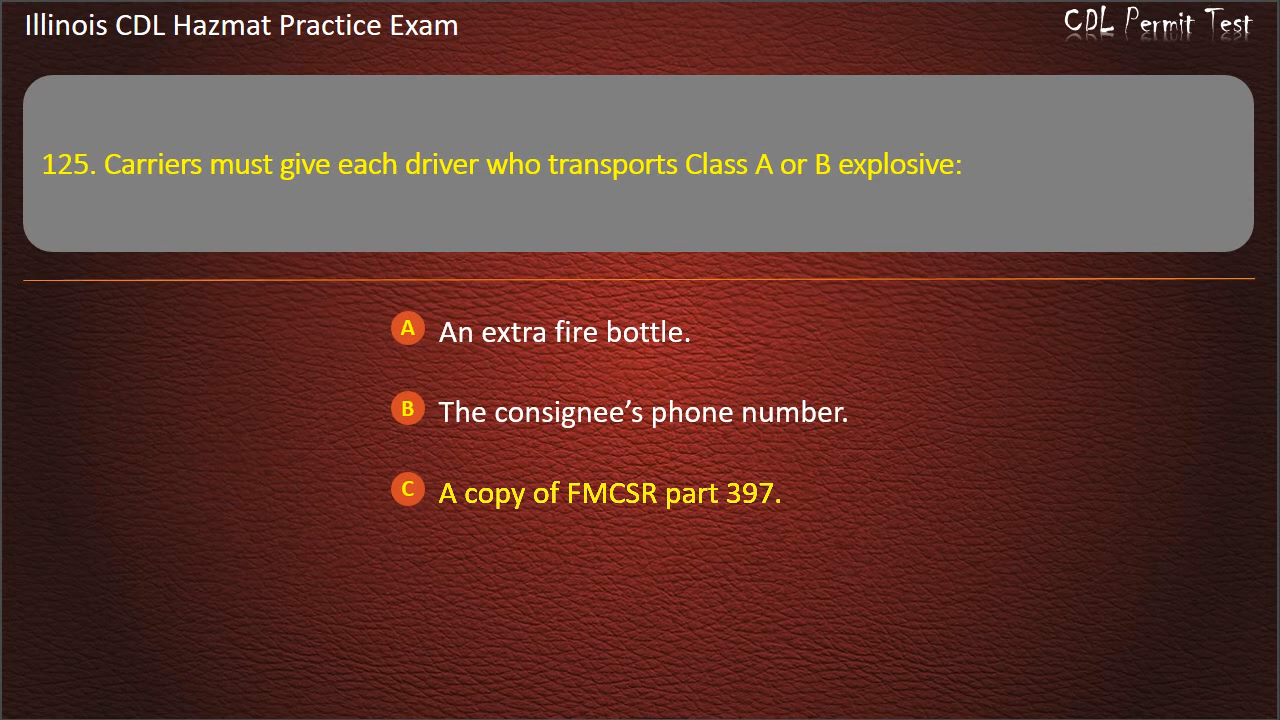 Illinois CDL Hazmat Practice Exam
CDL Permit Test
125. Carriers must give each driver who transports Class A or B explosive:
A An extra fire bottle.
B The consignee’s phone number.
C A copy of FMCSR part 397.